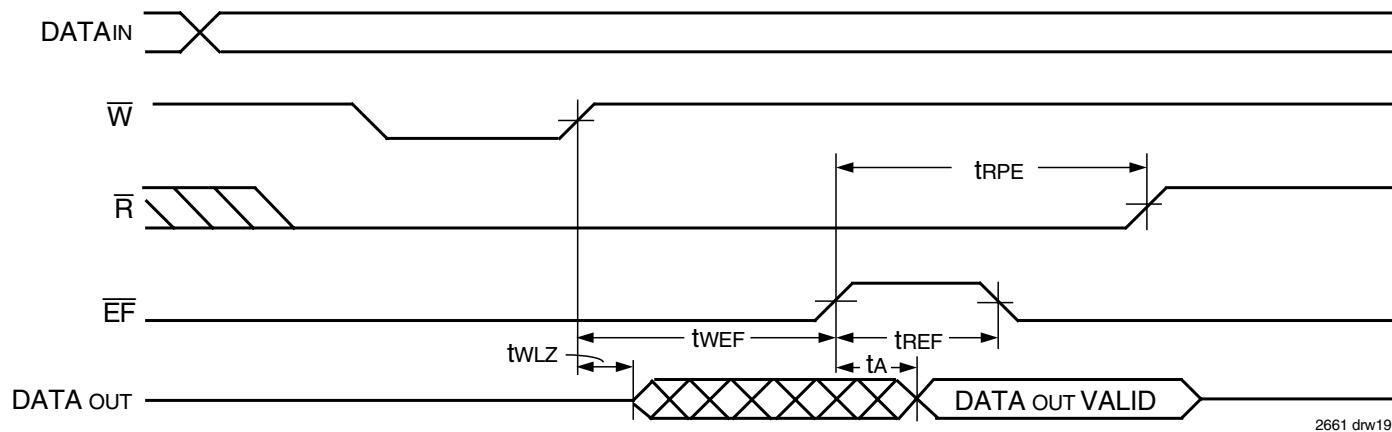 DATAIN
W
tRPE
R
EF
tWEF
tREF
tWLZ
tA
DATA OUT
DATA OUT VALID
2661 drw19